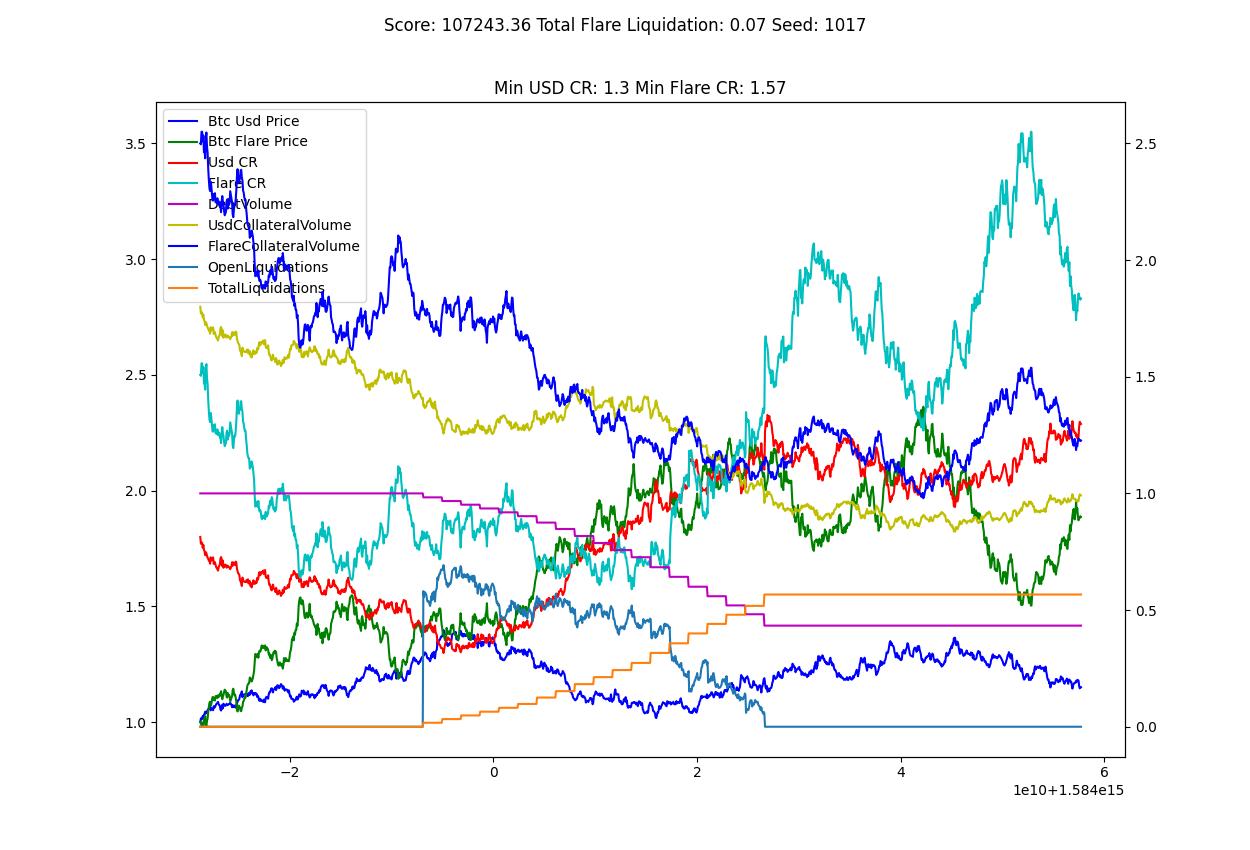 Score: 107243.36 Total Flare Liquidation: 0.07 Seed: 1017
Min USD CR: 1.3 Min Flare CR: 1.57
Btc Usd Price
Btc Flare Price
Usd CR
Flare CR
DebtVolume
UsdCollateralVolume
FlareCollateralVolume
OpenLiquidations
TotalLiquidations
3.5
3.0
2.5
2.0
1.5
1.0
2.5
2.0
1.5
1.0
0.5
0.0
−2 0 2 4 6
1e10+1.584e15